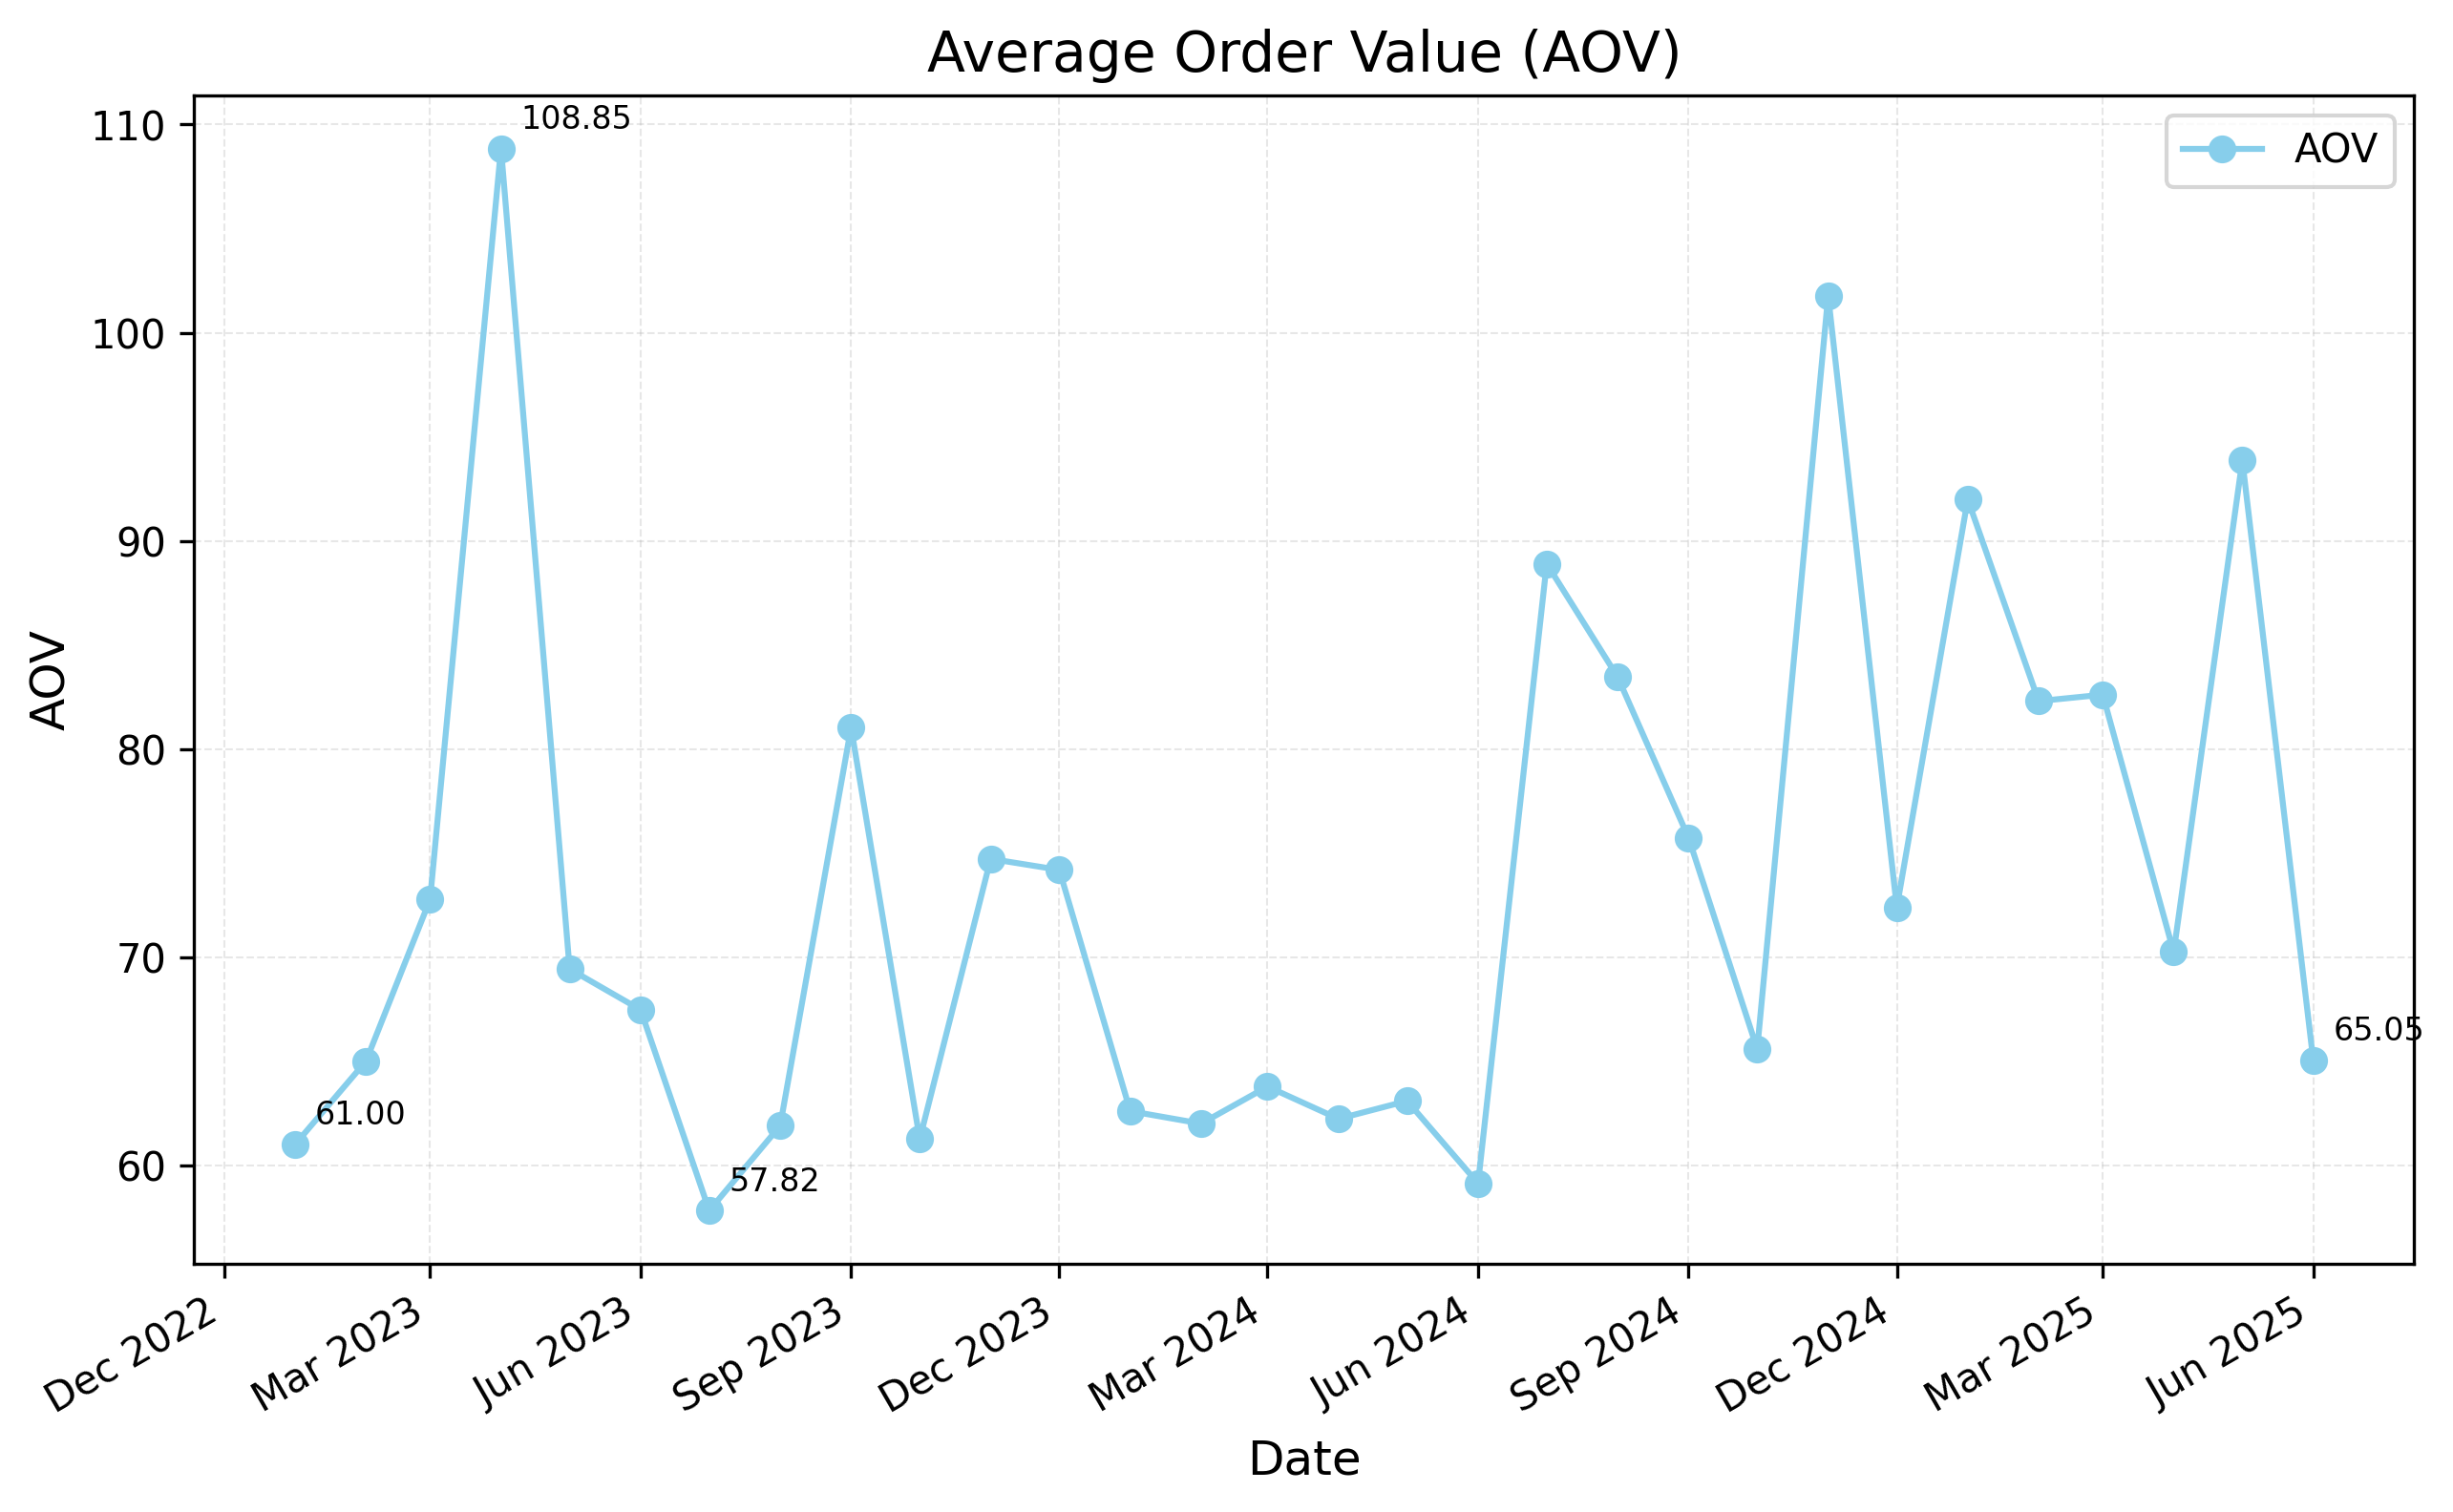 Average Order Value (AOV)
110
100
90
80
70
60
AOV
108.85
61.00
57.82
65.05
AOV
Dec 2022
Mar 2023
Jun 2023
Sep 2023
Dec 2023
Mar 2024
Jun 2024
Sep 2024
Dec 2024
Mar 2025
Jun 2025
Date